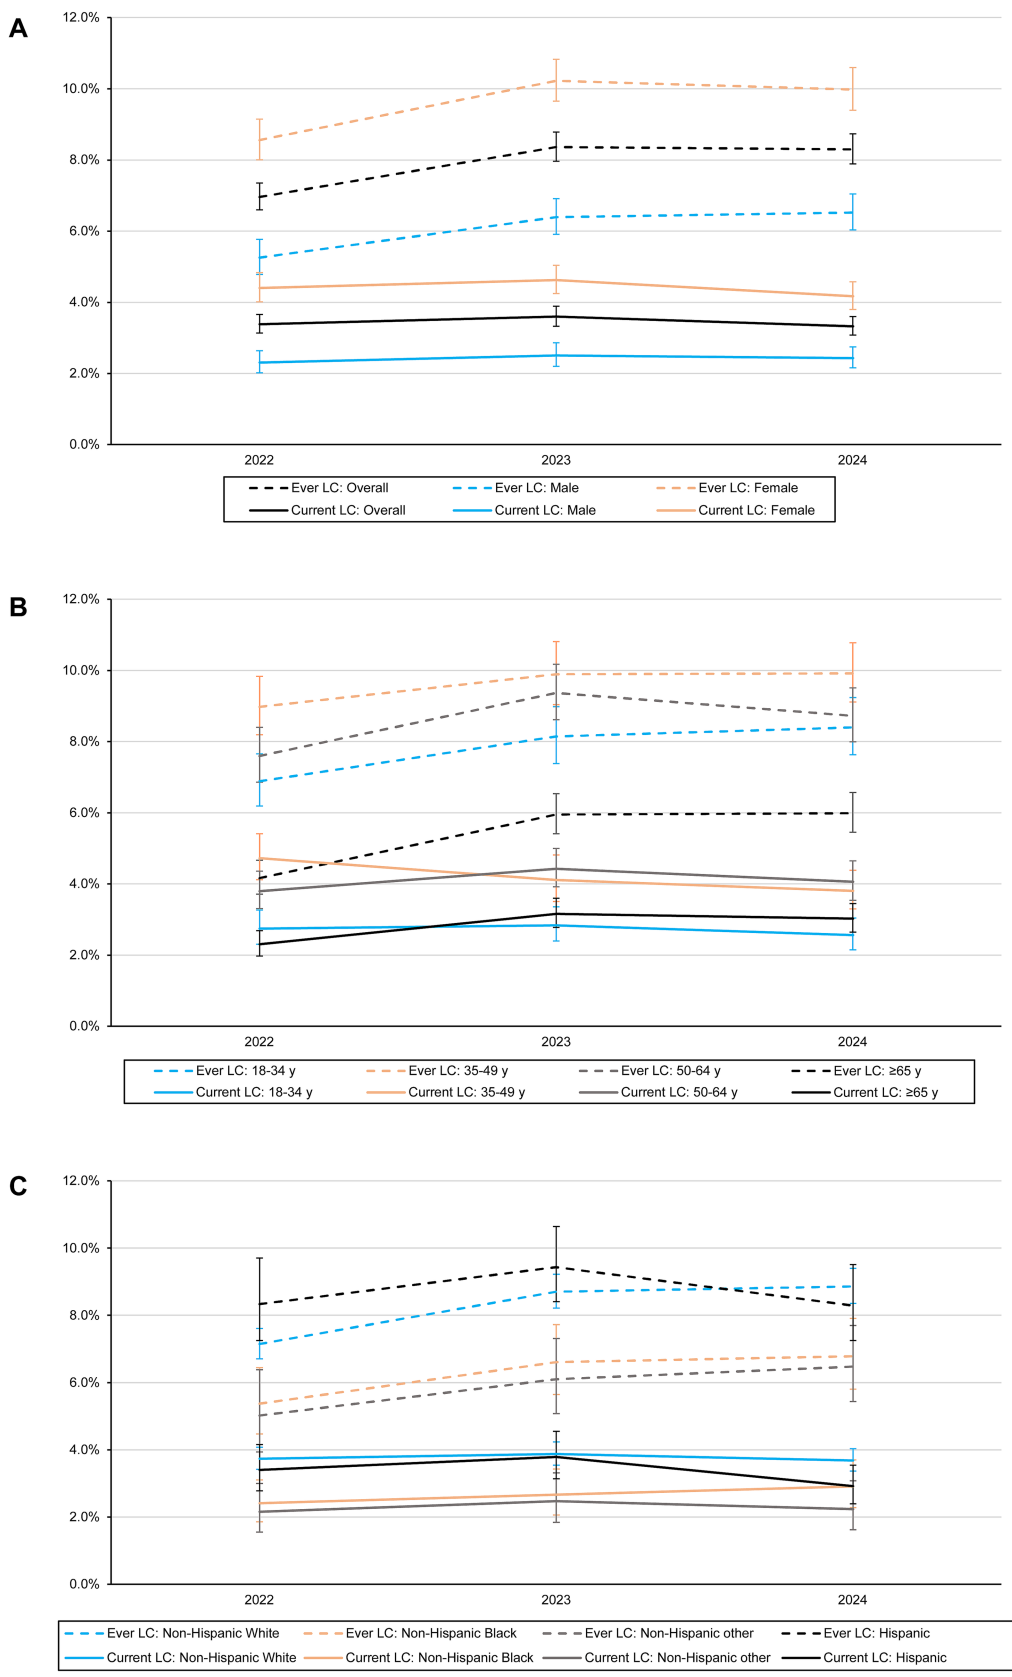 A
12.0%
10.0%
8.0%
6.0%
4.0%
2.0%
0.0%
2022 2023 2024
Ever LC: Overall Ever LC: Male Ever LC: Female
Current LC: Overall Current LC: Male Current LC: Female
B
12.0%
10.0%
8.0%
6.0%
4.0%
2.0%
0.0%
2022 2023 2024
Ever LC: 18-34 y Ever LC: 35-49 y Ever LC: 50-64 y Ever LC: ≥65 y
Current LC: 18-34 y Current LC: 35-49 y Current LC: 50-64 y Current LC: ≥65 y
C
12.0%
10.0%
8.0%
6.0%
4.0%
2.0%
0.0%
2022 2023 2024
Ever LC: Non-Hispanic White Ever LC: Non-Hispanic Black Ever LC: Non-Hispanic other Ever LC: Hispanic
Current LC: Non-Hispanic White Current LC: Non-Hispanic Black Current LC: Non-Hispanic other Current LC: Hispanic